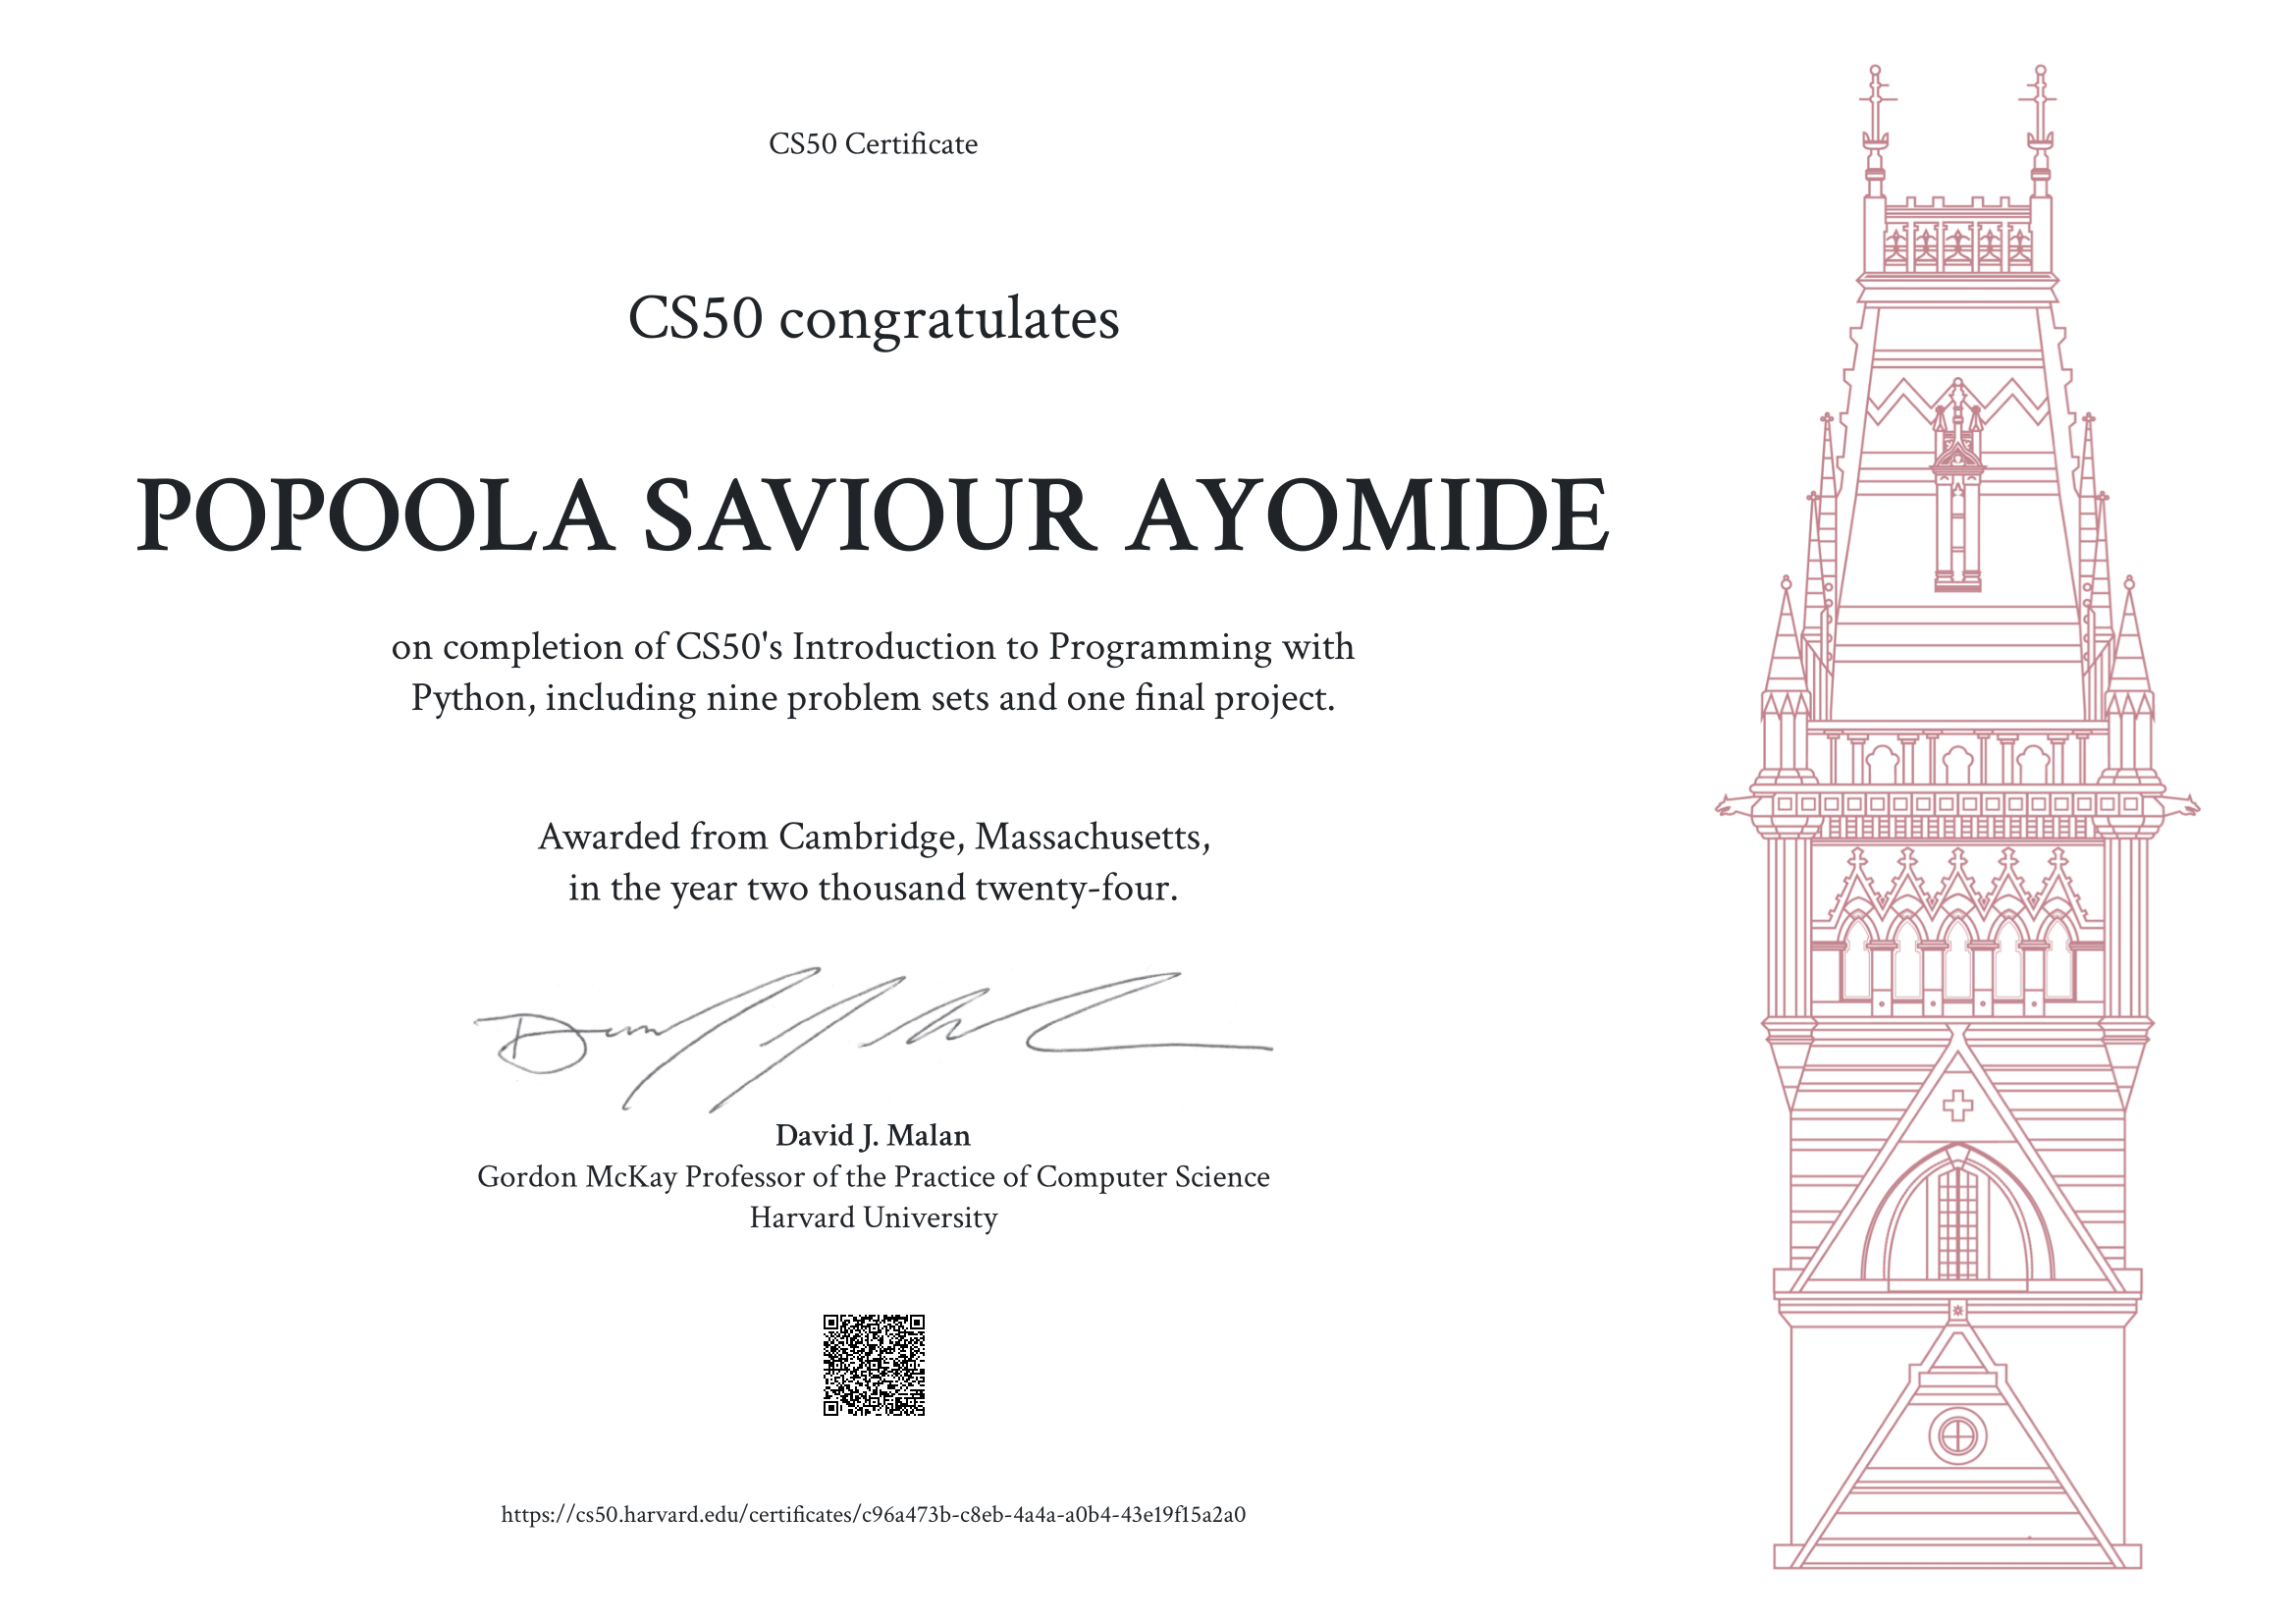 CS50 Certificate
CS50 congratulates
POPOOLA SAVIOUR AYOMIDE
on completion of CS50's Introduction to Programming with
Python, including nine problem sets and one final project.
Awarded from Cambridge, Massachusetts,
in the year two thousand twenty-four.
David J. Malan
Gordon McKay Professor of the Practice of Computer Science
Harvard University
https://cs50.harvard.edu/certificates/c96a473b-c8eb-4a4a-a0b4-43e19f15a2a0